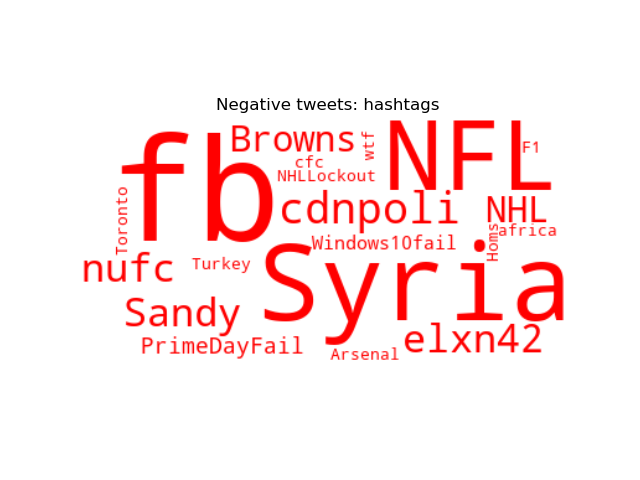 Negative tweets: hashtags
fb
Browns
wtf
NFL
F1
cfc
NHLLockout
Toronto
cdnpoli
NHL
africa
Homs
Windows10fail
nufc
Turkey
Syria
Sandy
PrimeDayFail
Arsenal
elxn42